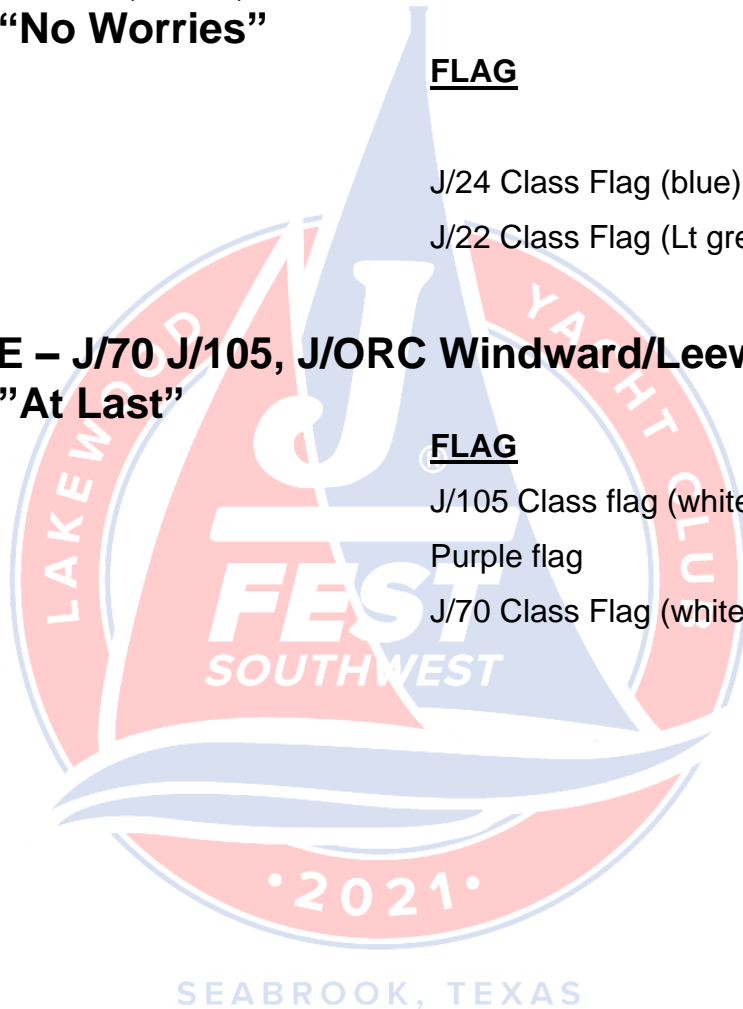 “No Worries”
FLAG
J/24 Class Flag (blue)
J/22 Class Flag (Lt gre
E – J/70 J/105, J/ORC Windward/Leew
”At Last”
FLAG
J/105 Class flag (white
Purple flag
J/70 Class Flag (white
LAKEWOOD YACHT CLUB
J®
FEST
SOUTHWEST
•2021•
SEABROOK, TEXAS